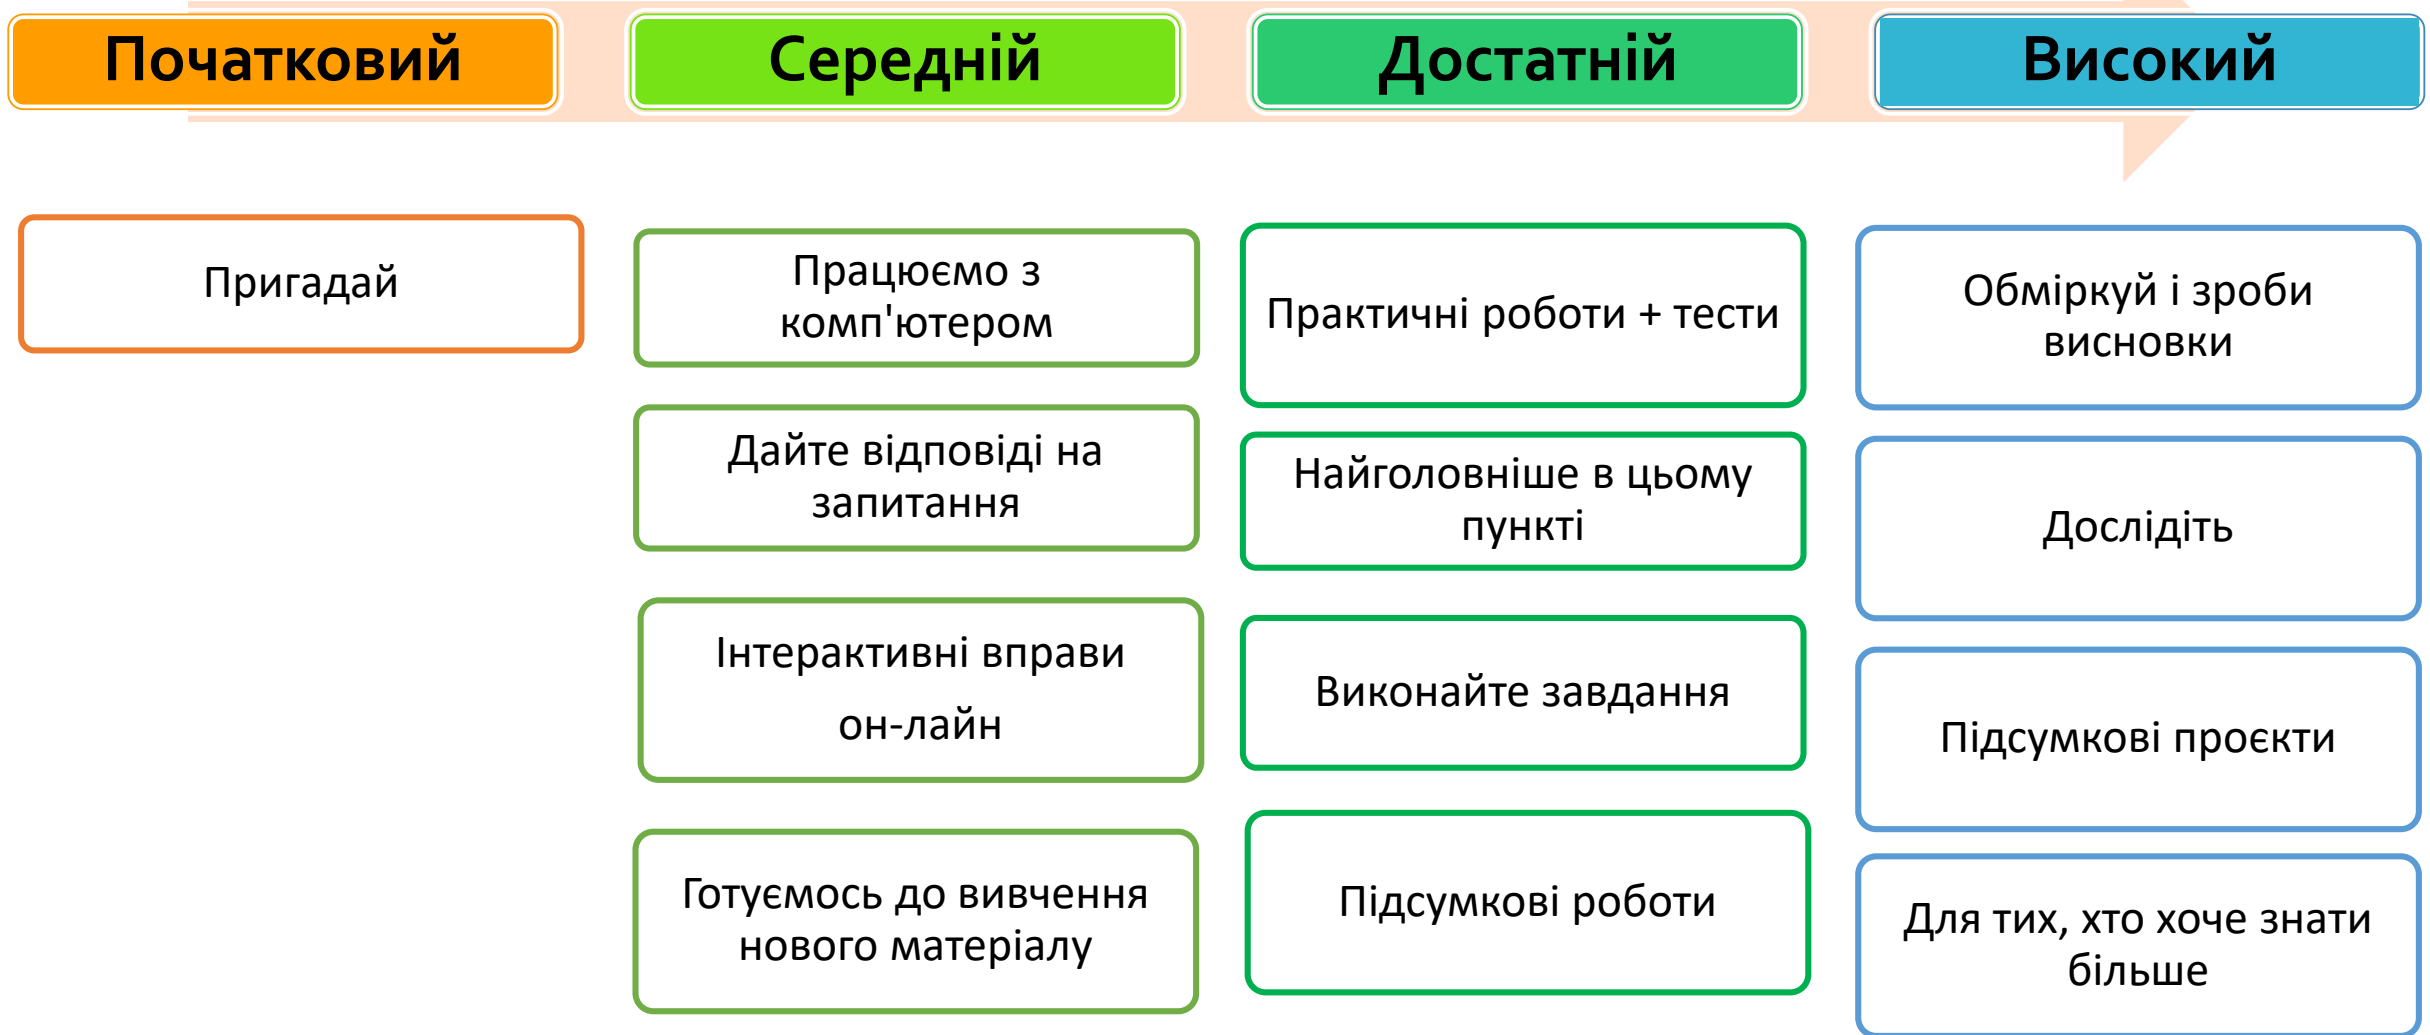 Початковий
Середній
Достатній
Високий
Пригадай
Працюємо з
комп'ютером
Дайте відповіді на
запитання
Інтерактивні вправи
он-лайн
Готуємось до вивчення
нового матеріалу
Практичні роботи + тести
Найголовніше в цьому
пункті
Виконайте завдання
Підсумкові роботи
Обміркуй і зроби
висновки
Дослідіть
Підсумкові проєкти
Для тих, хто хоче знати
більше